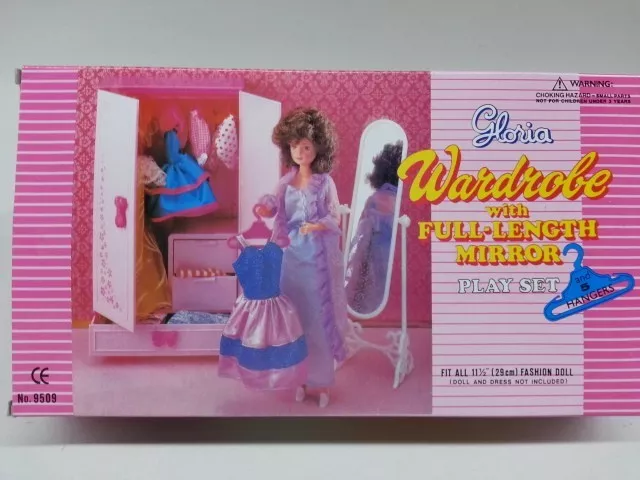 WARNING:
CHOKING HAZARD-SMALL PARTS
NOT FOR CHILDREN UNDER 3 YEARS
Gloria
Wardrobe
with
FULL-LENGTH
MIRROR
PLAY SET
and
5
HANGERS
FIT ALL 11½" (29cm) FASHION DOLL
(DOLL AND DRESS NOT INCLUDED)
CE
No. 9509